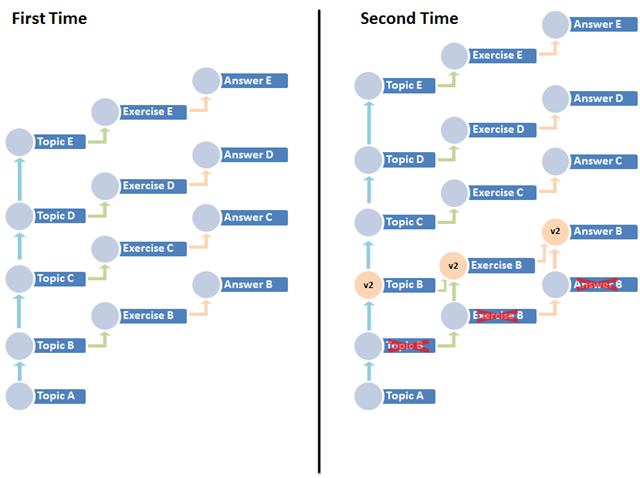 First Time
Answer E
Exercise E
Topic E
Answer D
Exercise D
Topic D
Answer C
Exercise C
Topic C
Answer B
Exercise B
Topic B
Topic A
Second Time
Answer E
Exercise E
Topic E
Answer D
Exercise D
Topic D
Answer C
Exercise C
Topic C
v2 Answer B
v2 Exercise B
v2 Topic B
Answer B
Exercise B
Topic B
Topic A